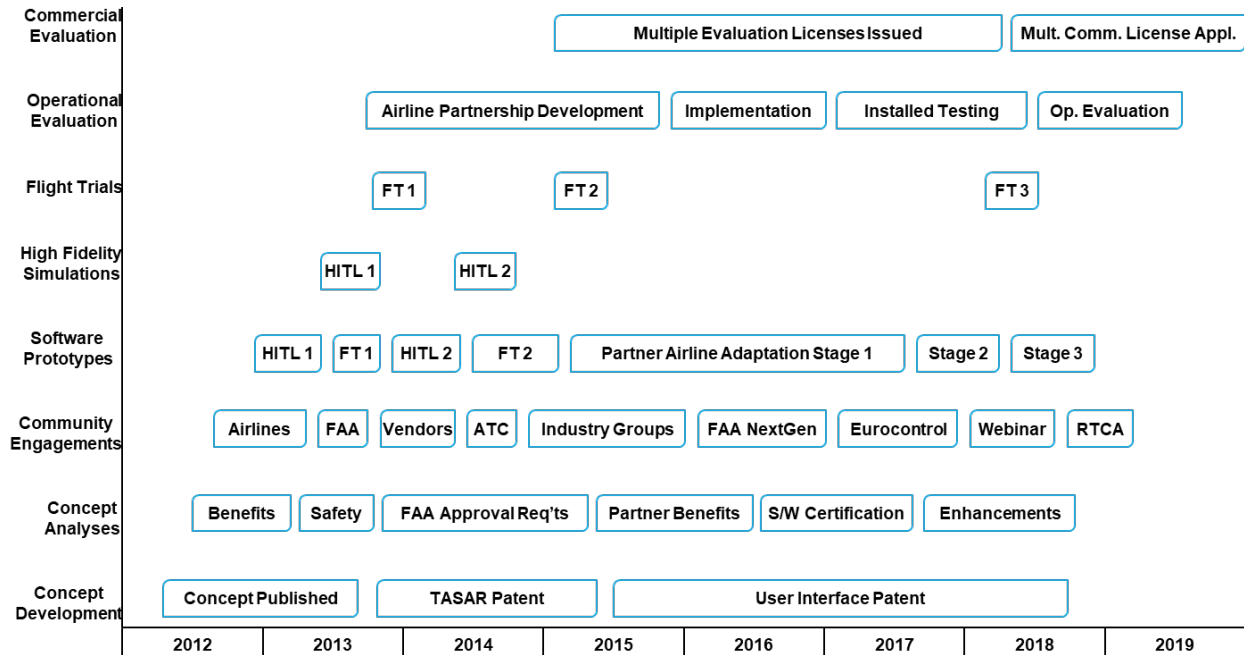 Commercial
Evaluation
Multiple Evaluation Licenses Issued
Mult. Comm. License Appl.
Operational
Evaluation
Airline Partnership Development
Implementation
Installed Testing
Op. Evaluation
Flight Trials
FT 1
FT 2
FT 3
High Fidelity
Simulations
HITL 1
HITL 2
Software
Prototypes
HITL 1
FT 1
HITL 2
FT 2
Partner Airline Adaptation Stage 1
Stage 2
Stage 3
Community
Engagements
Airlines
FAA
Vendors
ATC
Industry Groups
FAA NextGen
Eurocontrol
Webinar
RTCA
Concept
Analyses
Benefits
Safety
FAA Approval Req'ts
Partner Benefits
S/W Certification
Enhancements
Concept
Development
Concept Published
TASAR Patent
User Interface Patent
2012
2013
2014
2015
2016
2017
2018
2019